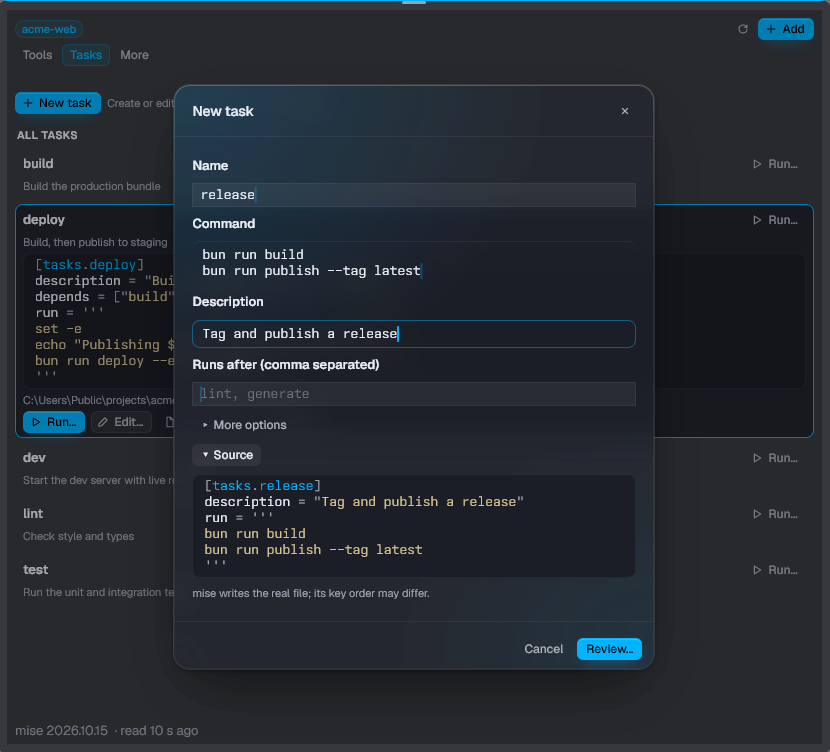 acme-web
+ Add
Tools Tasks More
+ New task Create or edit
ALL TASKS
build Run…
Build the production bundle
deploy Run…
Build, then publish to staging
[tasks.deploy]
description = "Bui
depends = ["build"
run = '''
set -e
echo "Publishing $
bun run deploy --e
'''
C:\Users\Public\projects\acme
Run… Edit…
dev Run…
Start the dev server with live r
lint Run…
Check style and types
test Run…
Run the unit and integration te
mise 2026.10.15 · read 10 s ago
New task ×
Name
release
Command
bun run build
bun run publish --tag latest
Description
Tag and publish a release
Runs after (comma separated)
lint, generate
▸ More options
▾ Source
[tasks.release]
description = "Tag and publish a release"
run = '''
bun run build
bun run publish --tag latest
'''
mise writes the real file; its key order may differ.
Cancel Review…